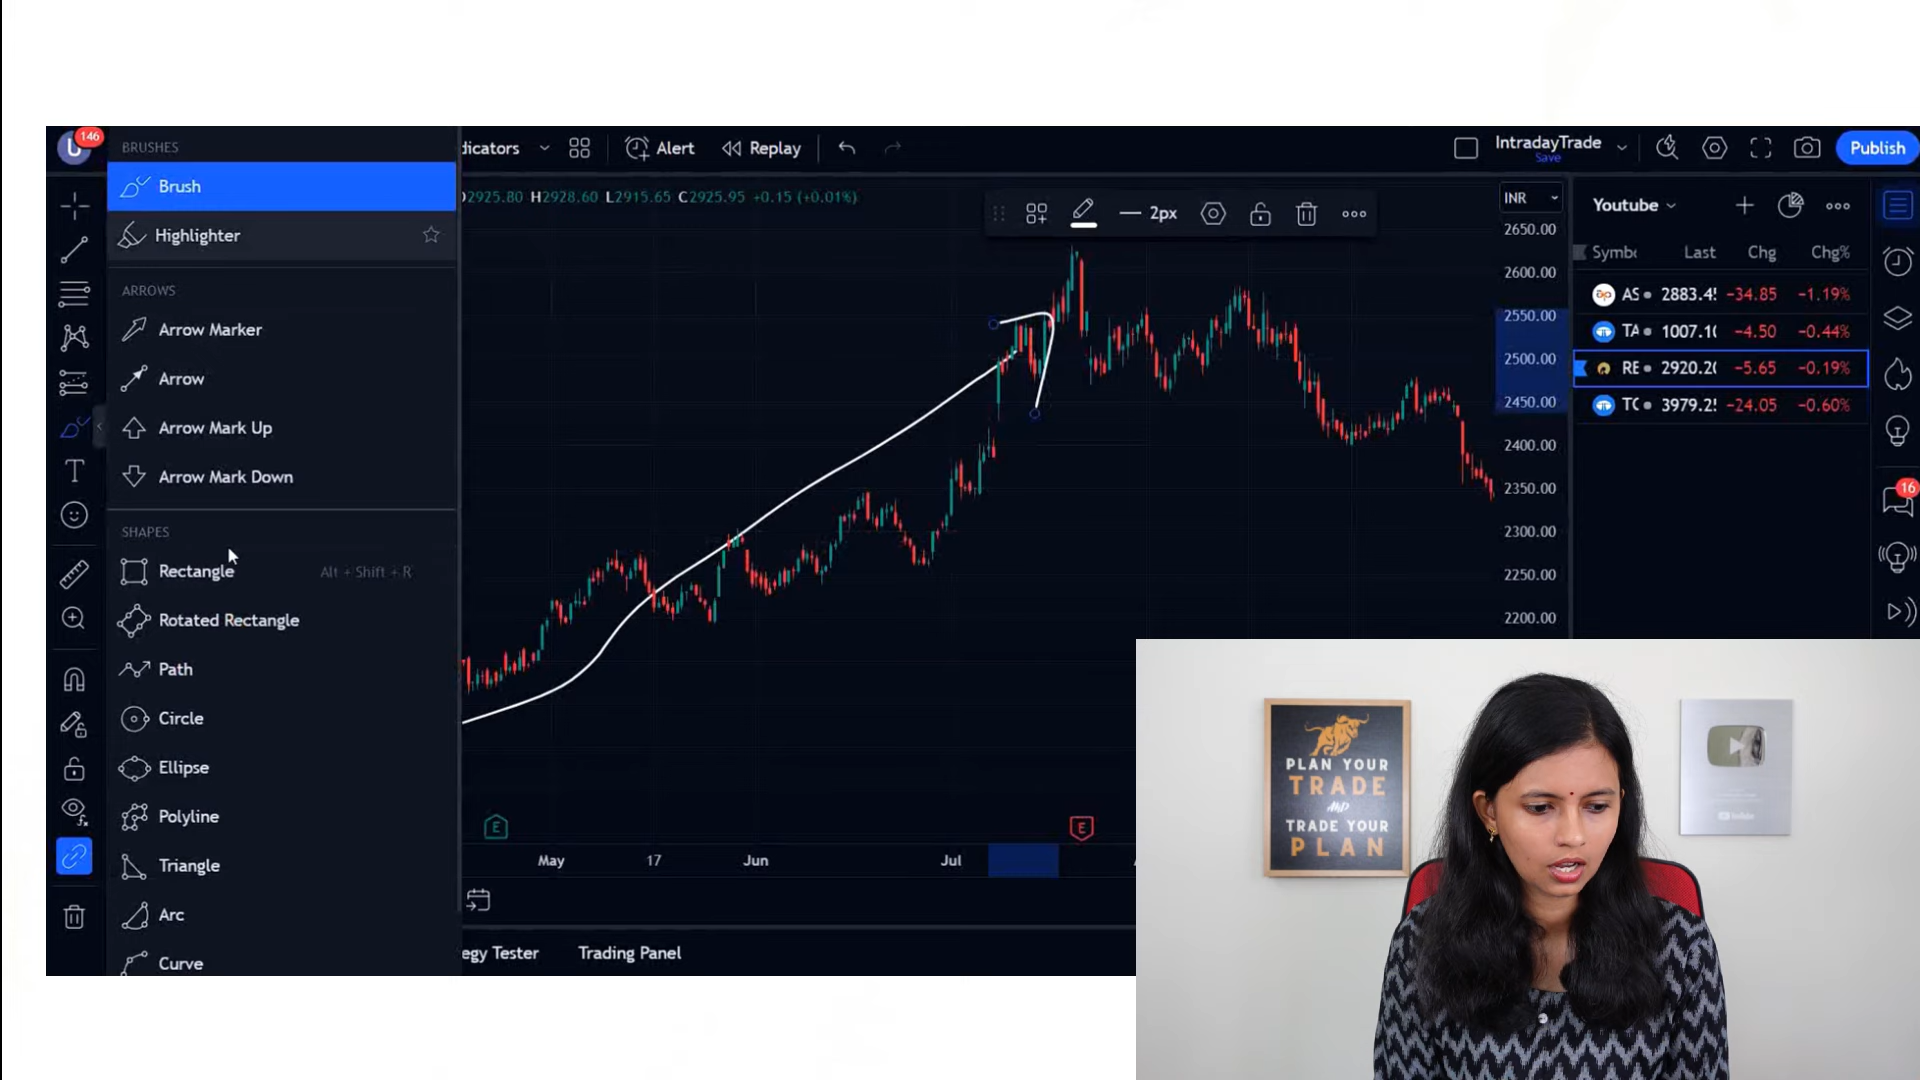 146
BRUSHES
Brush
Highlighter
ARROWS
Arrow Marker
Arrow
Arrow Mark Up
Arrow Mark Down
SHAPES
Rectangle Alt + Shift + R
Rotated Rectangle
Path
Circle
Ellipse
Polyline
Triangle
Arc
Curve
dicators
Alert
Replay
IntradayTrade
Save
Publish
2925.80 H2928.60 L2915.65 C2925.95 +0.15 (+0.01%)
2px
INR
2650.00
2600.00
2550.00
2500.00
2450.00
2400.00
2350.00
2300.00
2250.00
2200.00
Youtube
Symbo Last Chg Chg%
AS 2883.4 -34.85 -1.19%
TA 1007.1 -4.50 -0.44%
RE 2920.2 -5.65 -0.19%
TC 3979.2 -24.05 -0.60%
16
E
E
May 17 Jun Jul
egy Tester
Trading Panel
PLAN YOUR
TRADE
AND
TRADE YOUR
PLAN
YouTube